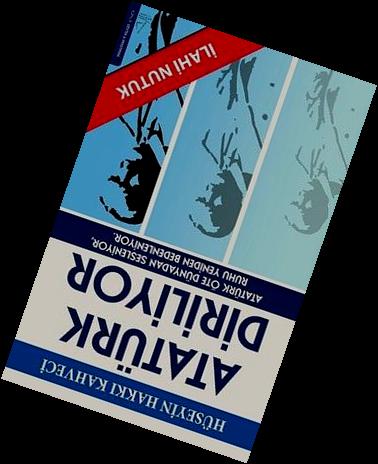 HÜSEYİN HAKKI KAHVECİ
ATATÜRK
DİRİLİYOR
ATATÜRK ÖTE DÜNYADAN SESLENİYOR,
RUHU YENİDEN BEDENLENİYOR.
İLAHİ NUTUK